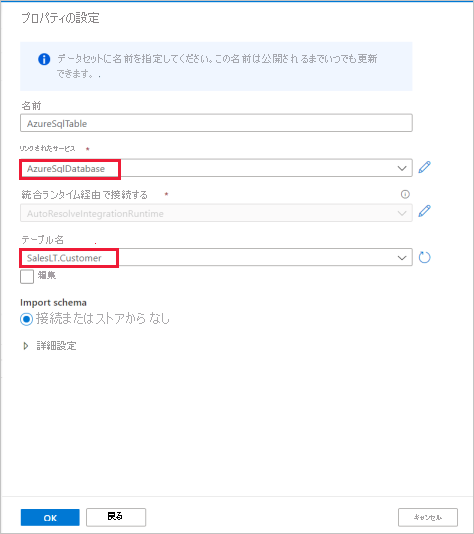 プロパティの設定
データセットに名前を指定してください。この名前は公開されるまでいつでも更新
できます。 .
名前
AzureSqlTable
リンクされたサービス *
AzureSqlDatabase
統合ランタイム経由で接続する *
AutoResolveIntegrationRuntime
テーブル名 .
SalesLT.Customer
編集
Import schema
接続またはストアから なし
詳細設定
OK 戻る キャンセル